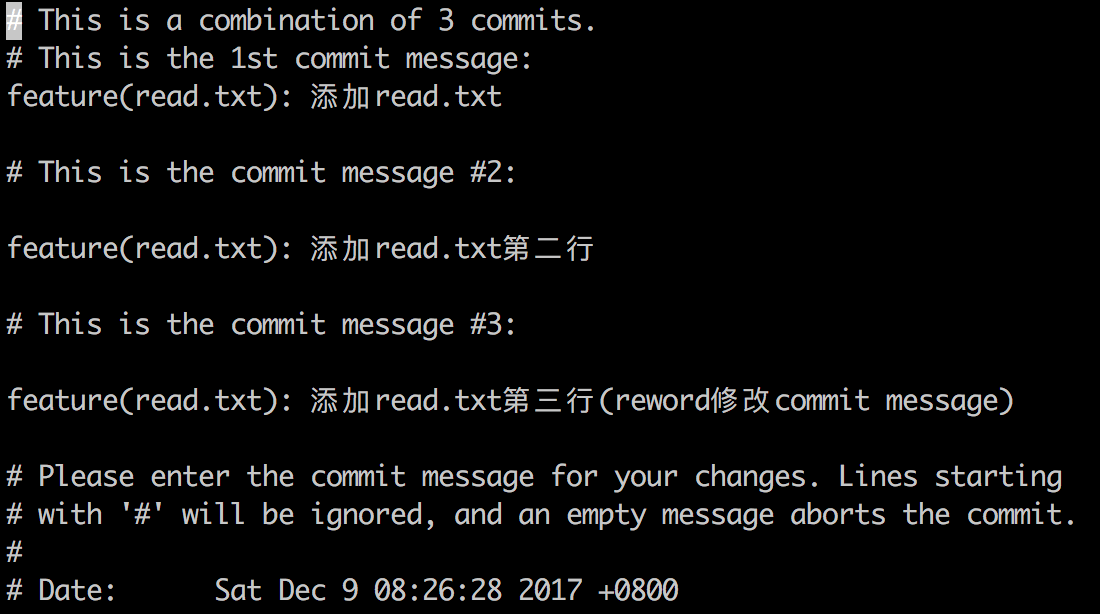 # This is a combination of 3 commits.
# This is the 1st commit message:
feature(read.txt): 添加read.txt
# This is the commit message #2:
feature(read.txt): 添加read.txt第二行
# This is the commit message #3:
feature(read.txt): 添加read.txt第三行(reword修改commit message)
# Please enter the commit message for your changes. Lines starting
# with '#' will be ignored, and an empty message aborts the commit.
#
# Date:      Sat Dec 9 08:26:28 2017 +0800